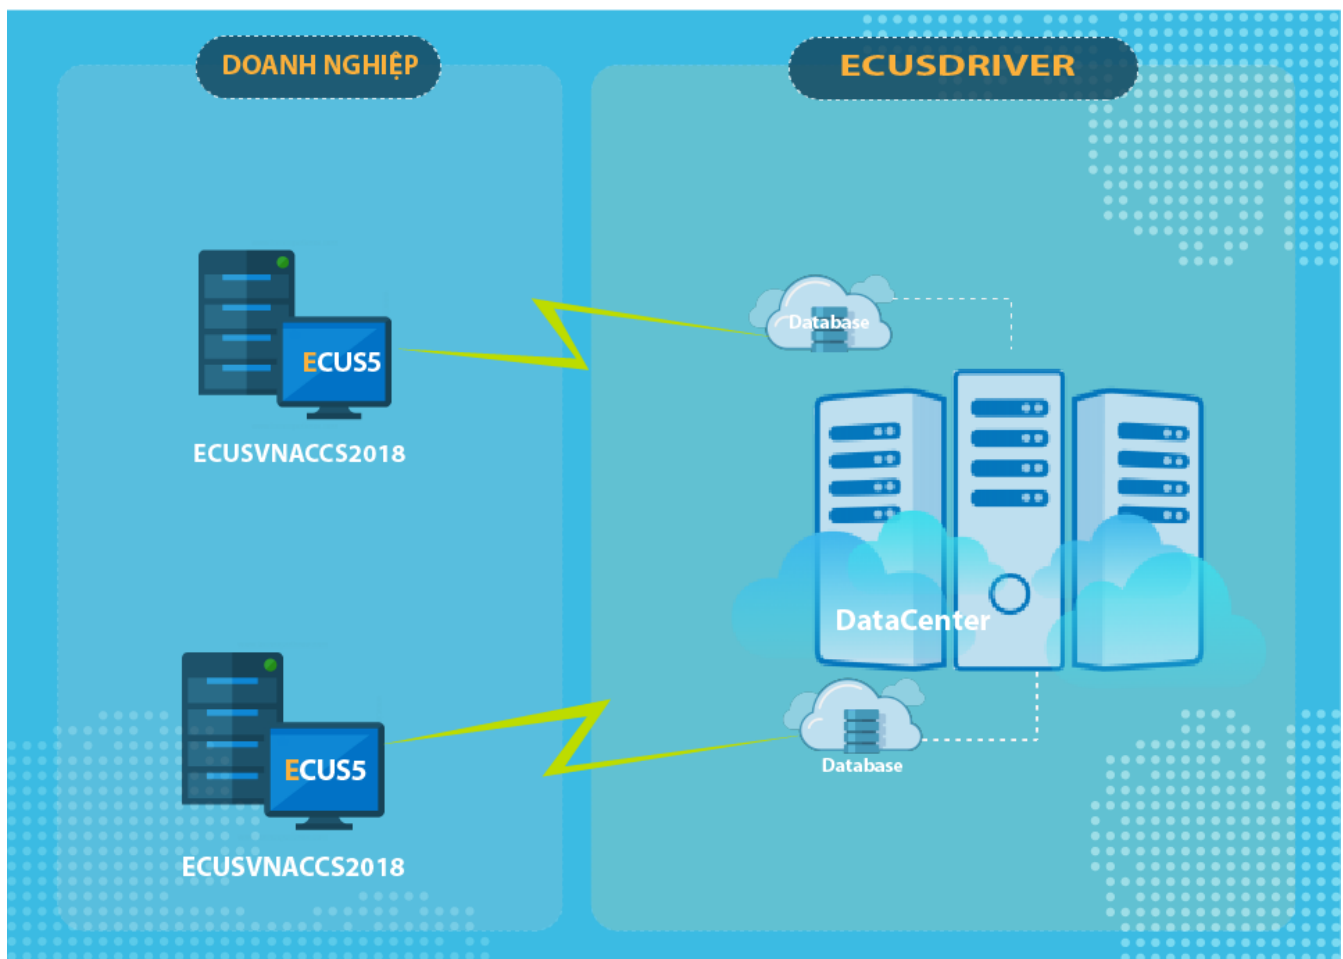 DOANH NGHIỆP
ECUSDRIVER
Database
ECUS5
ECUSVNACCS2018
DataCenter
ECUS5
Database
ECUSVNACCS2018